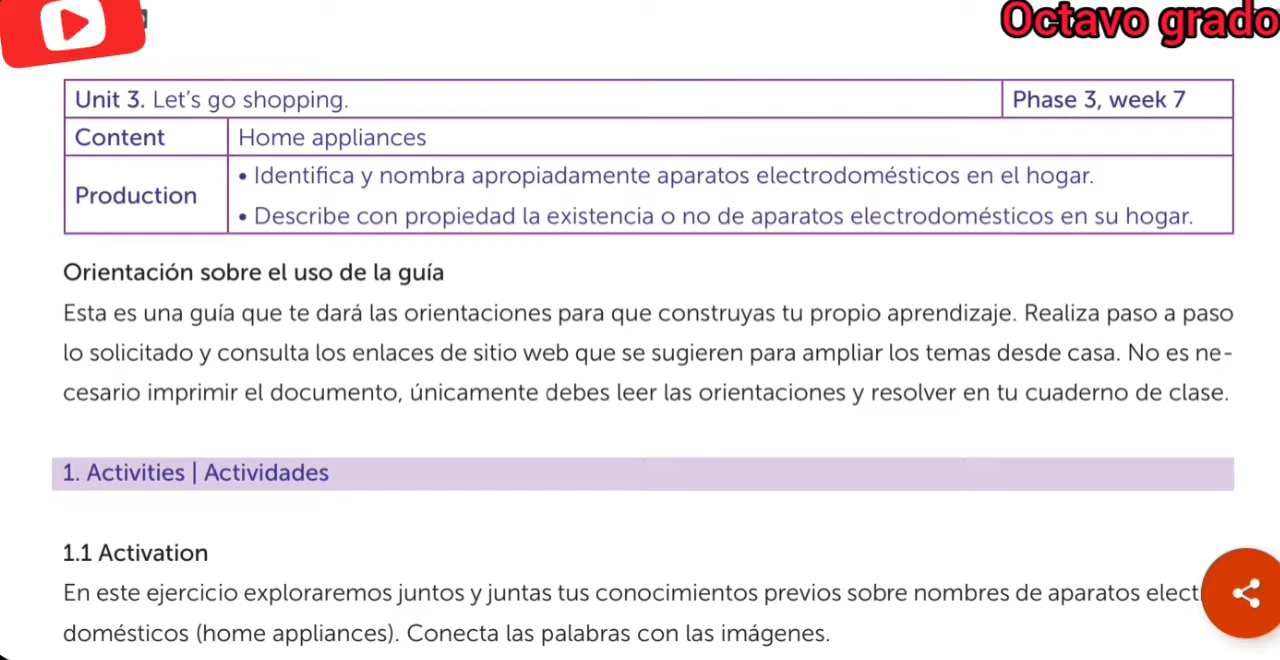 Octavo grado
Unit 3. Let's go shopping.
Phase 3, week 7
Content
Home appliances
Production
• Identifica y nombra apropiadamente aparatos electrodomésticos en el hogar.
• Describe con propiedad la existencia o no de aparatos electrodomésticos en su hogar.
Orientación sobre el uso de la guía
Esta es una guía que te dará las orientaciones para que construyas tu propio aprendizaje. Realiza paso a paso
lo solicitado y consulta los enlaces de sitio web que se sugieren para ampliar los temas desde casa. No es ne-
cesario imprimir el documento, únicamente debes leer las orientaciones y resolver en tu cuaderno de clase.
1. Activities | Actividades
1.1 Activation
En este ejercicio exploraremos juntos y juntas tus conocimientos previos sobre nombres de aparatos elect
domésticos (home appliances). Conecta las palabras con las imágenes.